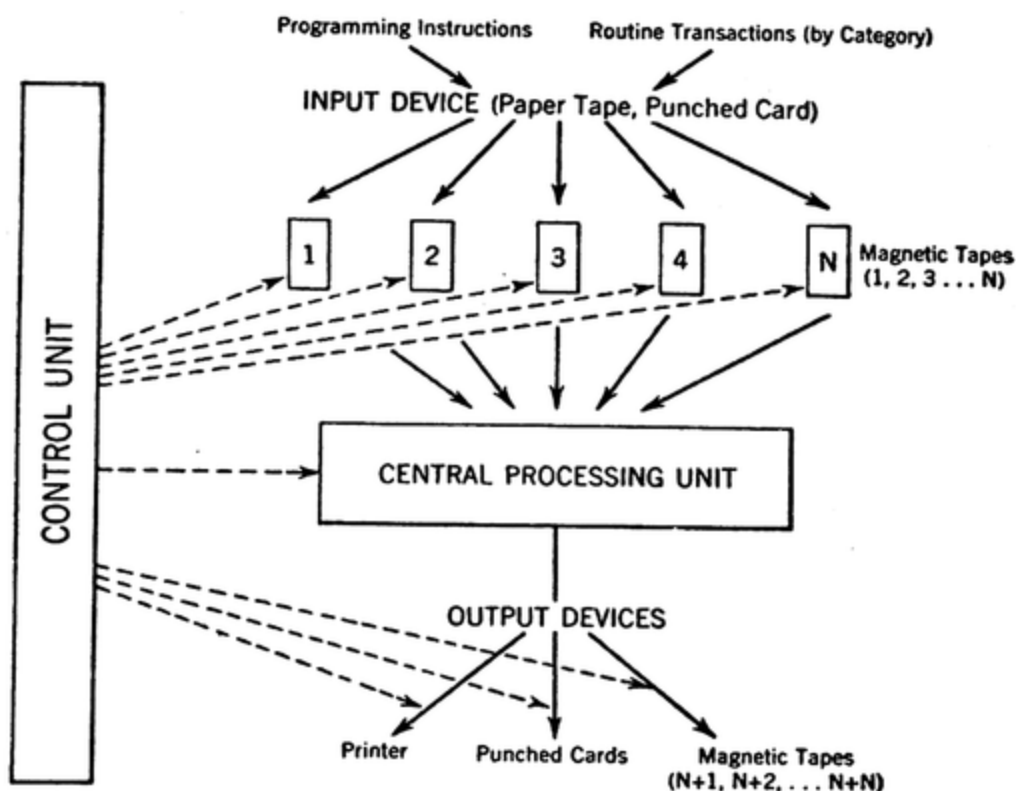 Programming Instructions
Routine Transactions (by Category)
INPUT DEVICE (Paper Tape, Punched Card)
1
2
3
4
N
Magnetic Tapes
(1, 2, 3 . . . N)
CONTROL UNIT
CENTRAL PROCESSING UNIT
OUTPUT DEVICES
Printer
Punched Cards
Magnetic Tapes
(N+1, N+2, . . . N+N)